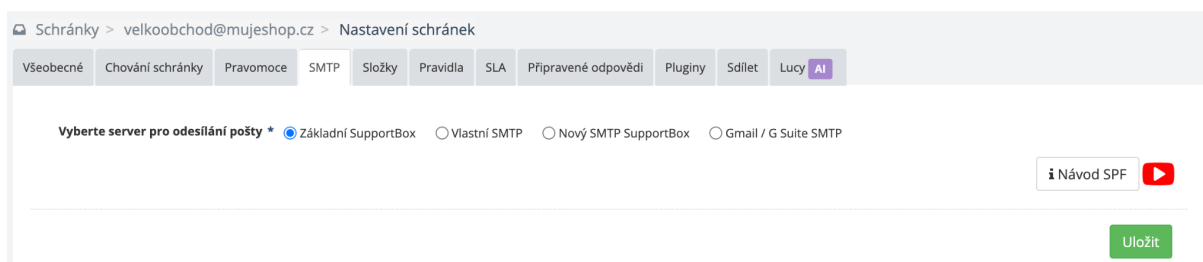 Schránky > velkoobchod@mujeshop.cz > Nastavení schránek
Všeobecné Chování schránky Pravomoce SMTP Složky Pravidla SLA Připravené odpovědi Pluginy Sdílet Lucy AI
Vyberte server pro odesílání pošty * Základní SupportBox Vlastní SMTP Nový SMTP SupportBox Gmail / G Suite SMTP
i Návod SPF
Uložit